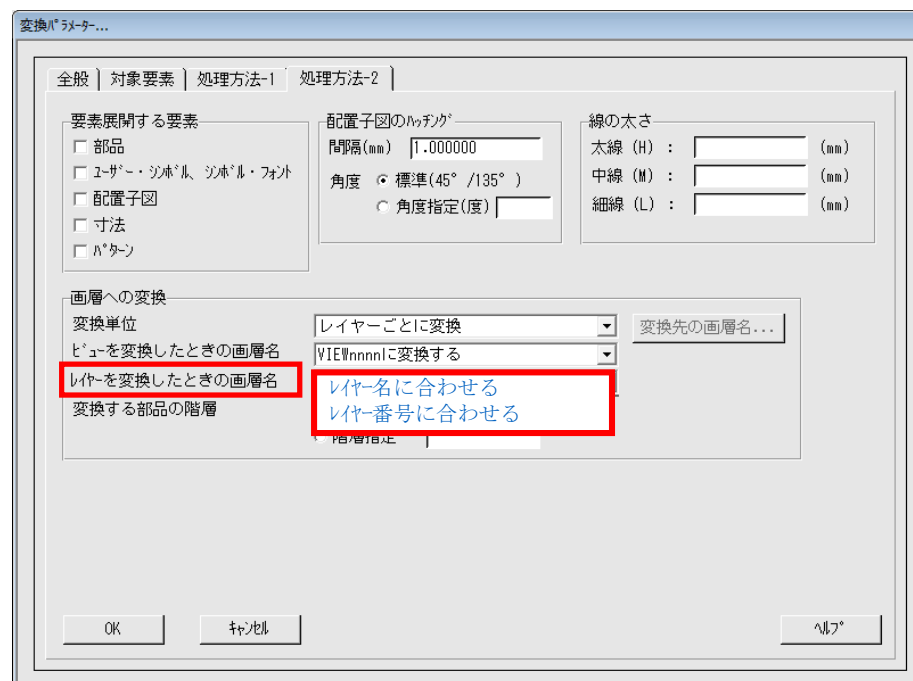 変換ﾊﾟﾗﾒｰﾀｰ...
全般 対象要素 処理方法-1 処理方法-2
要素展開する要素
部品
ﾕｰｻﾞｰ・ｼﾝﾎﾞﾙ、ｼﾝﾎﾞﾙ・ﾌｫﾝﾄ
配置子図
寸法
ﾊﾟﾀｰﾝ
配置子図のﾊｯﾁﾝｸﾞ
間隔(mm) 1.000000
角度 標準(45°/135°)
角度指定(度)
線の太さ
太線 (H) : (mm)
中線 (M) : (mm)
細線 (L) : (mm)
画層への変換
変換単位 レイヤーごとに変換 変換先の画層名...
ﾋﾞｭｰを変換したときの画層名 VIEWnnnnに変換する
ﾚｲﾔｰを変換したときの画層名 ﾚｲﾔｰ名に合わせる
ﾚｲﾔｰ番号に合わせる
変換する部品の階層
階層指定
OK ｷｬﾝｾﾙ ﾍﾙﾌﾟ